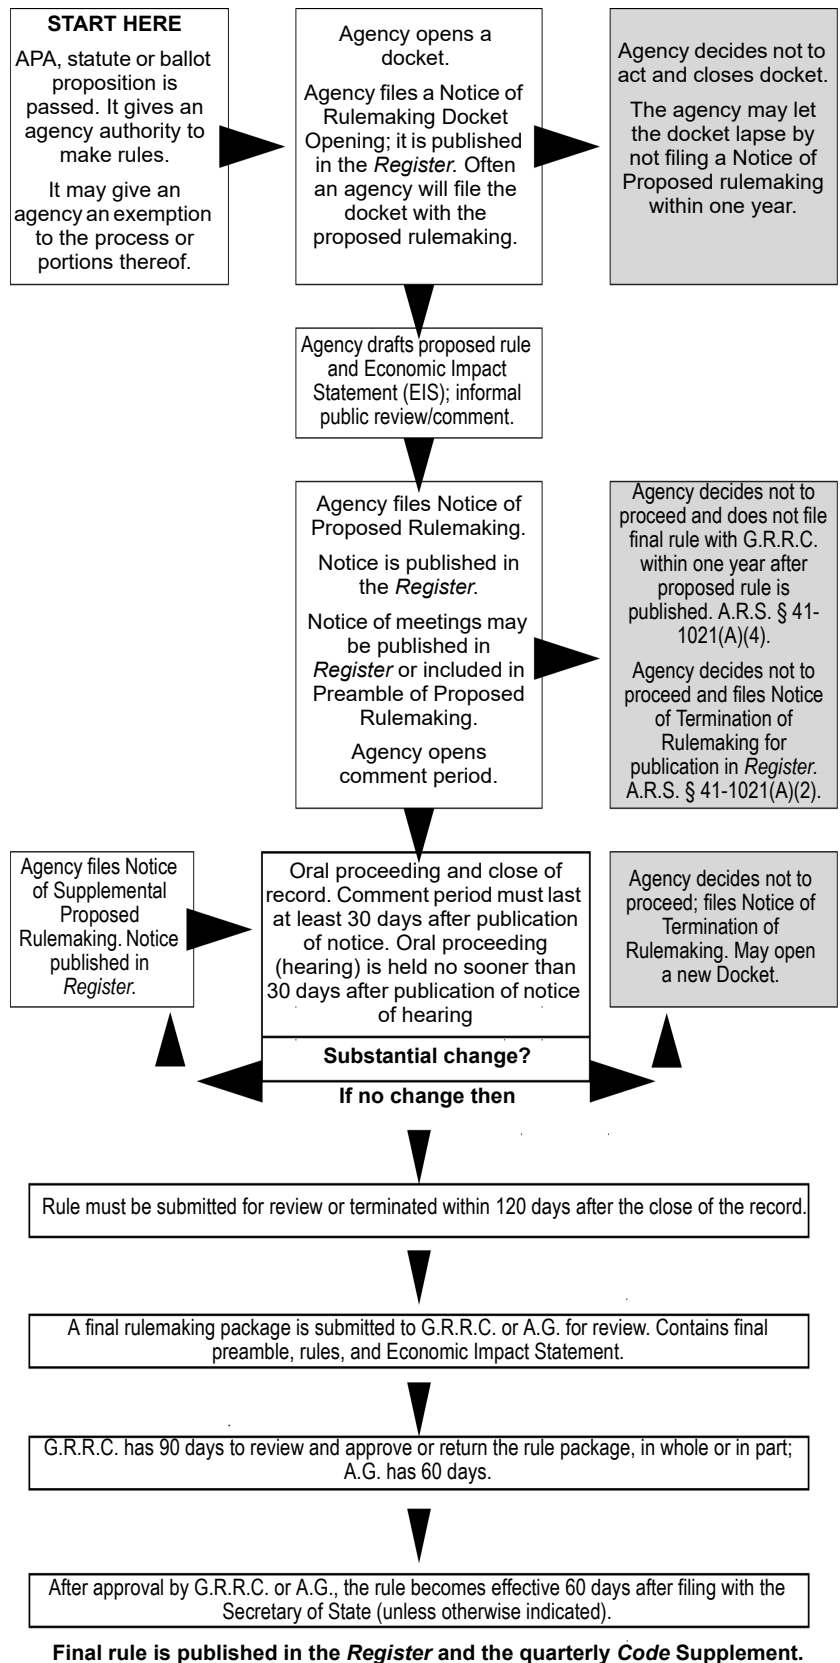 START HERE
APA, statute or ballot
proposition is
passed. It gives an
agency authority to
make rules.
It may give an
agency an exemption
to the process or
portions thereof.
Agency opens a
docket.
Agency files a Notice of
Rulemaking Docket
Opening; it is published
in the Register. Often
an agency will file the
docket with the
proposed rulemaking.
Agency decides not to
act and closes docket.
The agency may let
the docket lapse by
not filing a Notice of
Proposed rulemaking
within one year.
Agency drafts proposed rule
and Economic Impact
Statement (EIS); informal
public review/comment.
Agency files Notice of
Proposed Rulemaking.
Notice is published in
the Register.
Notice of meetings may
be published in
Register or included in
Preamble of Proposed
Rulemaking.
Agency opens
comment period.
Agency decides not to
proceed and does not file
final rule with G.R.R.C.
within one year after
proposed rule is
published. A.R.S. § 41-
1021(A)(4).
Agency decides not to
proceed and files Notice
of Termination of
Rulemaking for
publication in Register.
A.R.S. § 41-1021(A)(2).
Agency files Notice
of Supplemental
Proposed
Rulemaking. Notice
published in
Register.
Oral proceeding and close of
record. Comment period must last
at least 30 days after publication
of notice. Oral proceeding
(hearing) is held no sooner than
30 days after publication of notice
of hearing
Agency decides not to
proceed; files Notice of
Termination of
Rulemaking. May open
a new Docket.
Substantial change?
If no change then
Rule must be submitted for review or terminated within 120 days after the close of the record.
A final rulemaking package is submitted to G.R.R.C. or A.G. for review. Contains final
preamble, rules, and Economic Impact Statement.
G.R.R.C. has 90 days to review and approve or return the rule package, in whole or in part;
A.G. has 60 days.
After approval by G.R.R.C. or A.G., the rule becomes effective 60 days after filing with the
Secretary of State (unless otherwise indicated).
Final rule is published in the Register and the quarterly Code Supplement.